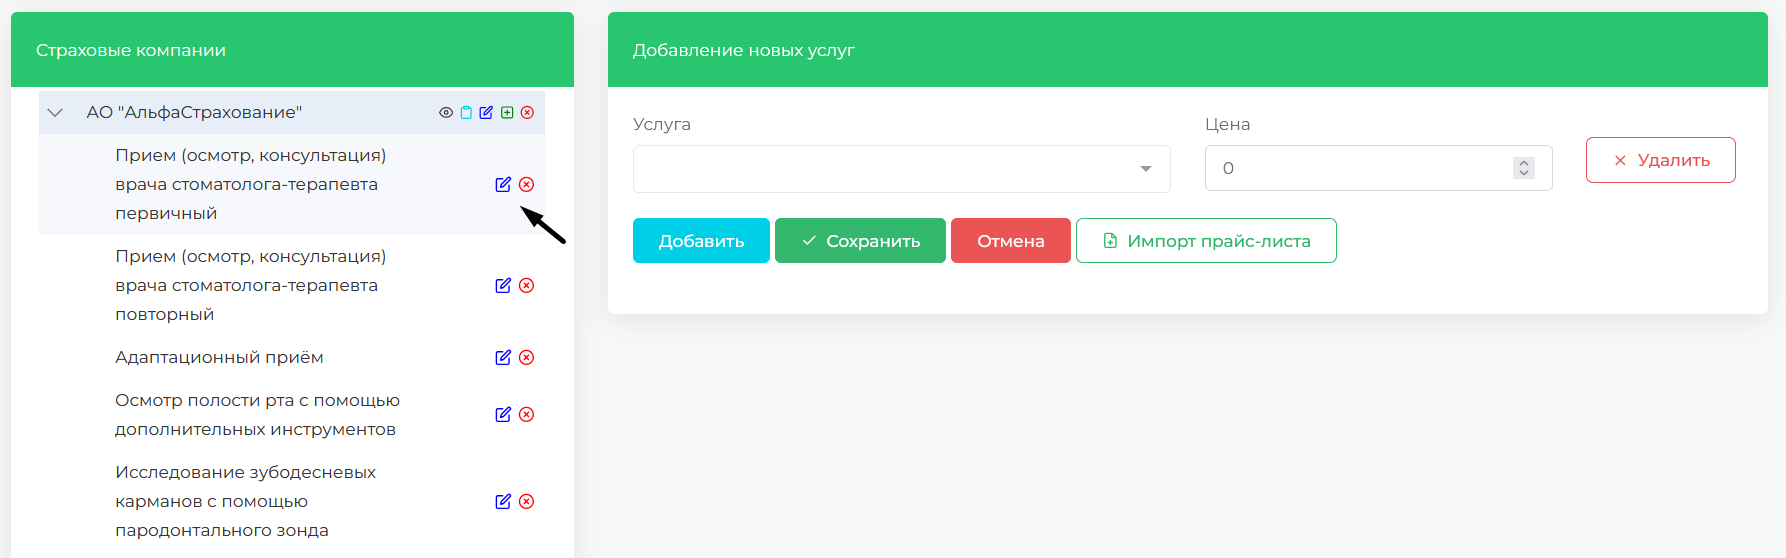 Страховые компании
АО "АльфаСтрахование"
Прием (осмотр, консультация)
врача стоматолога-терапевта
первичный
Прием (осмотр, консультация)
врача стоматолога-терапевта
повторный
Адаптационный приём
Осмотр полости рта с помощью
дополнительных инструментов
Исследование зубодесневых
карманов с помощью
пародонтального зонда
Добавление новых услуг
Услуга
Цена
0
Удалить
Добавить
Сохранить
Отмена
Импорт прайс-листа